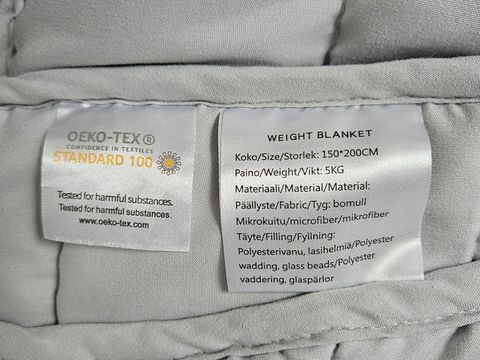 OEKO-TEX®
CONFIDENCE IN TEXTILES
STANDARD 100
Tested for harmful substances.
Tested for harmful substances.
www.oeko-tex.com
WEIGHT BLANKET
Koko/Size/Storlek: 150*200CM
Paino/Weight/Vikt: 5KG
Materiaali/Material/Material:
Päällyste/Fabric/Tyg: bomull
Mikrokuitu/microfiber/mikrofiber
Täyte/Filling/Fyllning:
Polyesterivanu, lasihelmiä/Polyester
wadding, glass beads/Polyester
vaddering, glaspärlor